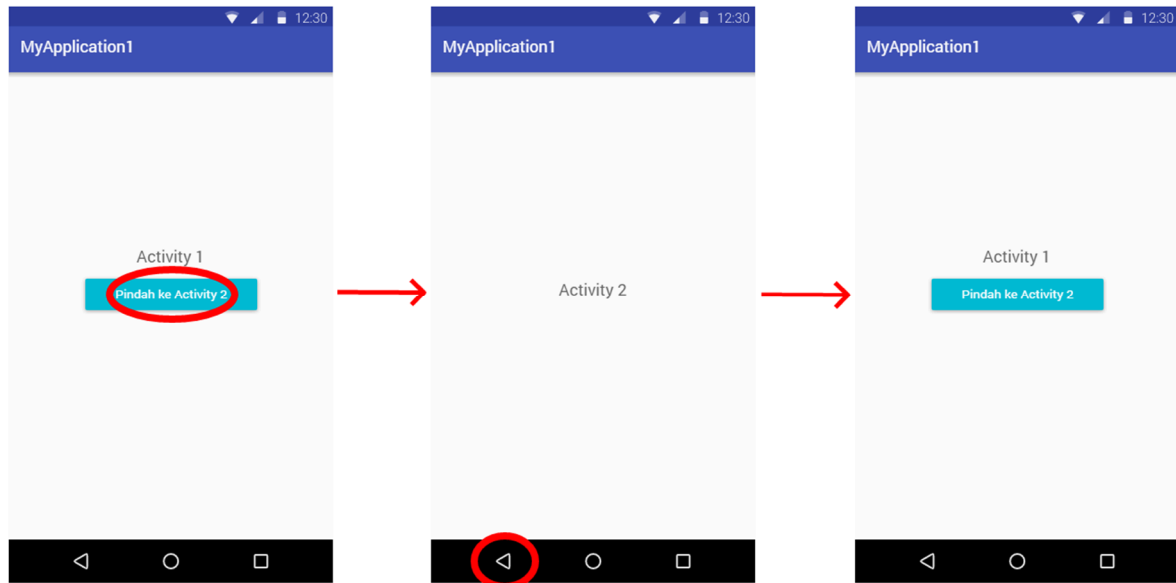 12:30
MyApplication1
Activity 1
Pindah ke Activity 2
12:30
MyApplication1
Activity 2
12:30
MyApplication1
Activity 1
Pindah ke Activity 2